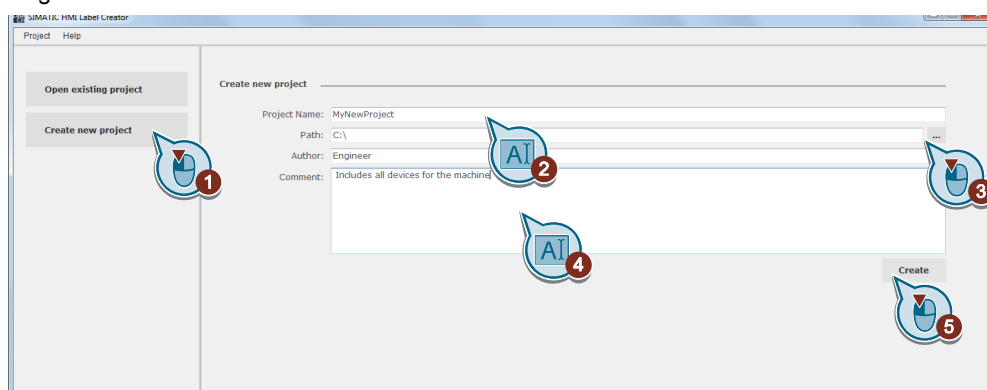 SIMATIC HMI Label Creator
Project Help
Open existing project
Create new project
Create new project
Project Name: MyNewProject
Path: C:\ ...
Author: Engineer
Comment: Includes all devices for the machine
Create
1
AI
2
3
AI
4
5